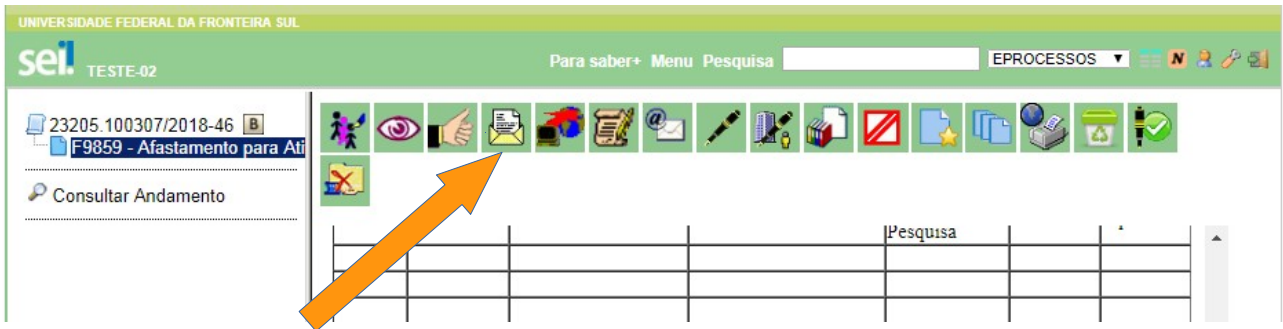 UNIVERSIDADE FEDERAL DA FRONTEIRA SUL
sei! TESTE-02
Para saber+ Menu Pesquisa EPROCESSOS N
23205.100307/2018-46 B
F9859 - Afastamento para Ati
Consultar Andamento
Pesquisa